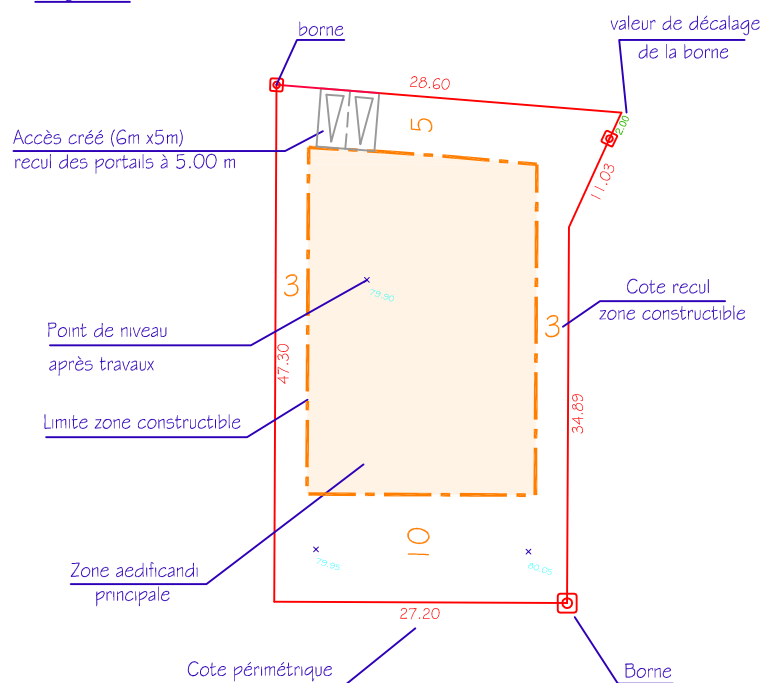 borne
valeur de décalage
de la borne
28.60
2.00
5
Accès créé (6m x5m)
recul des portails à 5.00 m
11.03
3
79.90
Cote recul
zone constructible
3
Point de niveau
après travaux
47.30
34.89
Limite zone constructible
10
79.95
80.05
Zone aedificandi
principale
27.20
Cote périmétrique
Borne